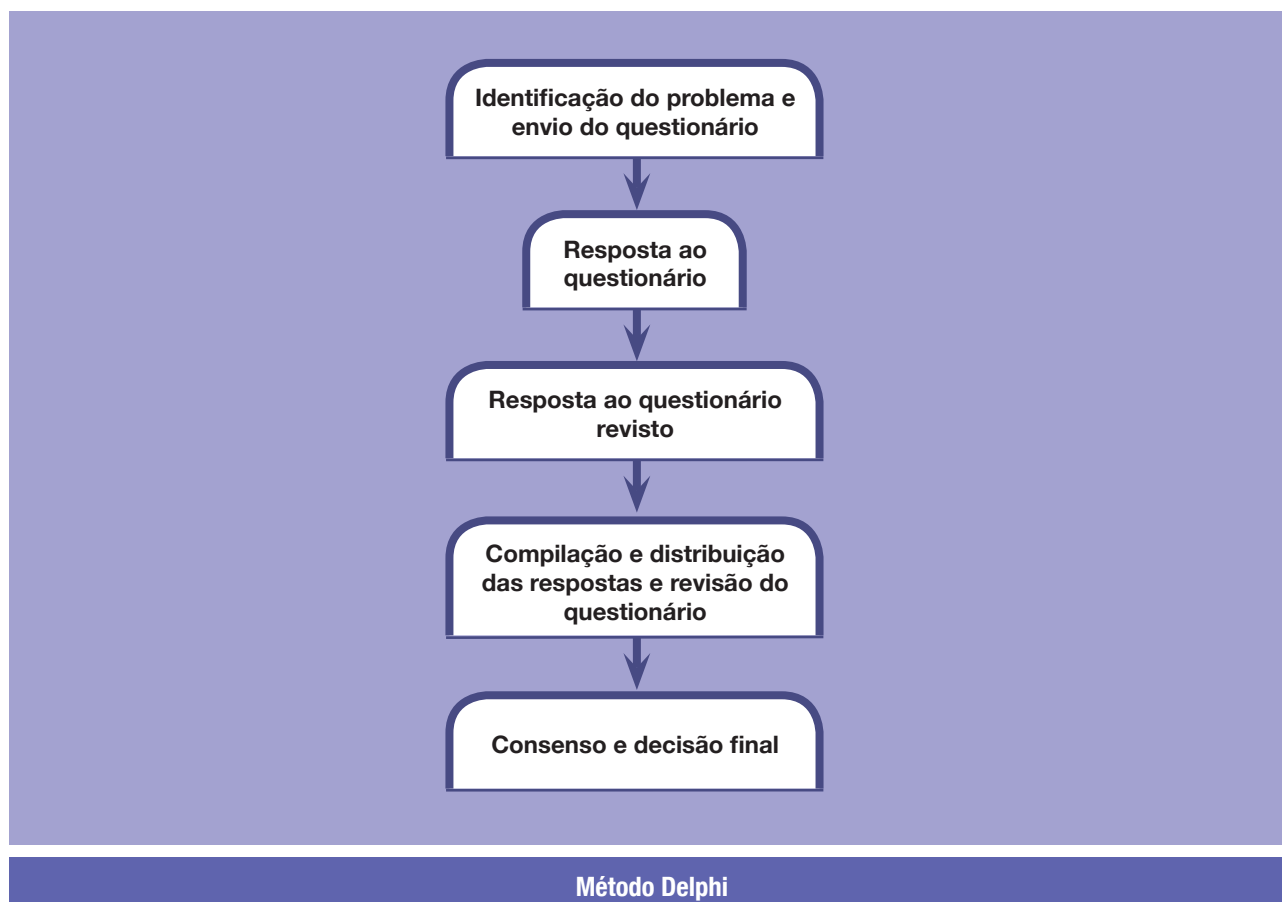 Identificação do problema e
envio do questionário
Resposta ao
questionário
Resposta ao questionário
revisto
Compilação e distribuição
das respostas e revisão do
questionário
Consenso e decisão final
Método Delphi